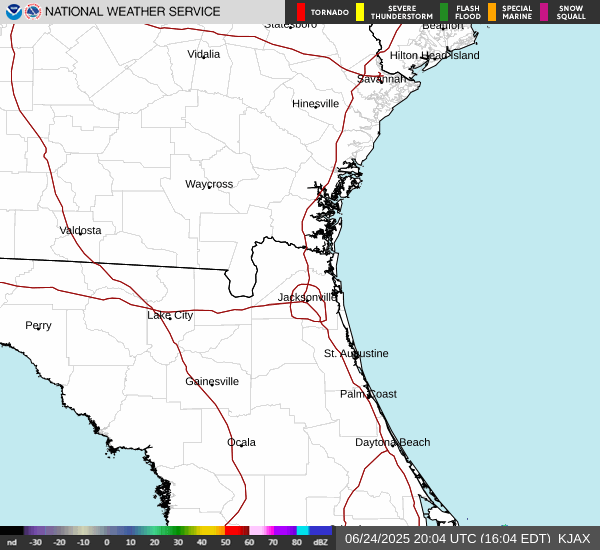 NATIONAL WEATHER SERVICE
TORNADO
SEVERE
THUNDERSTORM
FLASH
FLOOD
SPECIAL
MARINE
SNOW
SQUALL
Statesboro
Beaufort
Vidalia
Hilton Head Island
Savannah
Hinesville
Waycross
Valdosta
Jacksonville
Lake City
Perry
St. Augustine
Gainesville
Palm Coast
Ocala
Daytona Beach
nd -30 -20 -10 0 10 20 30 40 50 60 70 80 dBZ
06/24/2025 20:04 UTC (16:04 EDT) KJAX